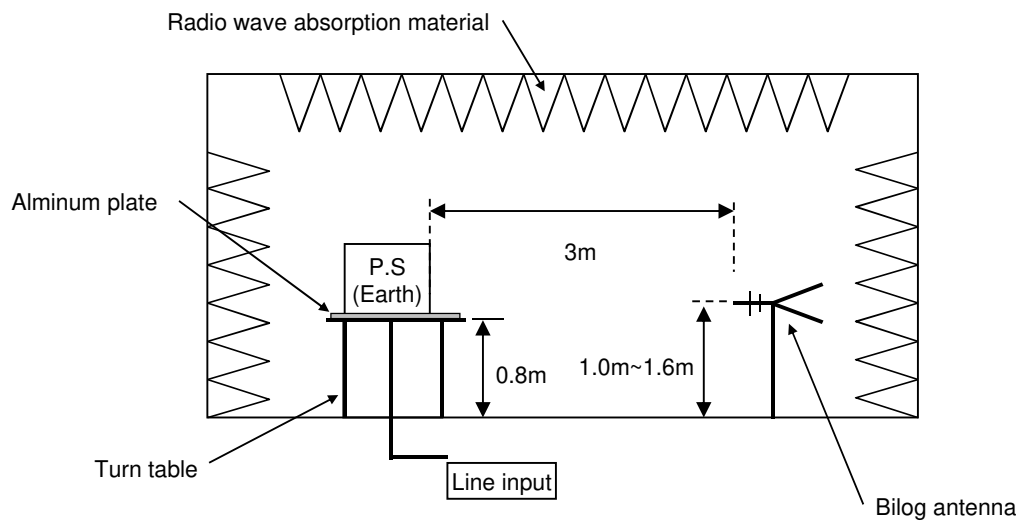 Radio wave absorption material
Alminum plate
3m
P.S
(Earth)
0.8m
1.0m~1.6m
Turn table
Line input
Bilog antenna